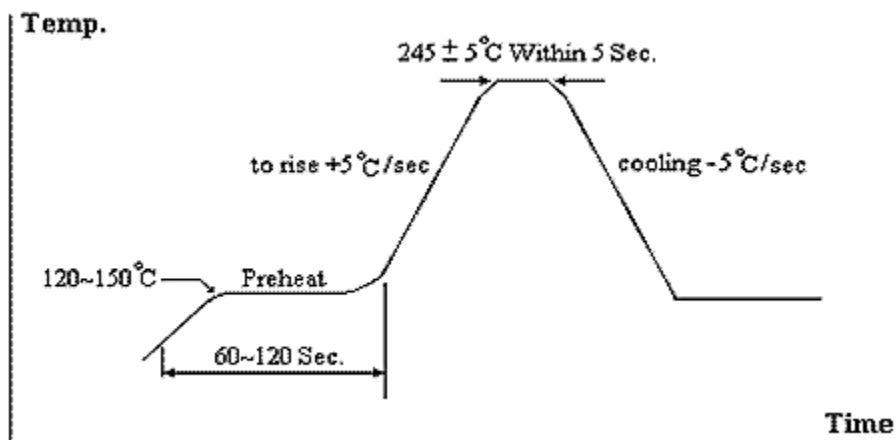 Temp.
245 ± 5°C Within 5 Sec.
to rise +5°C/sec
cooling -5°C/sec
120~150°C
Preheat
60~120 Sec.
Time